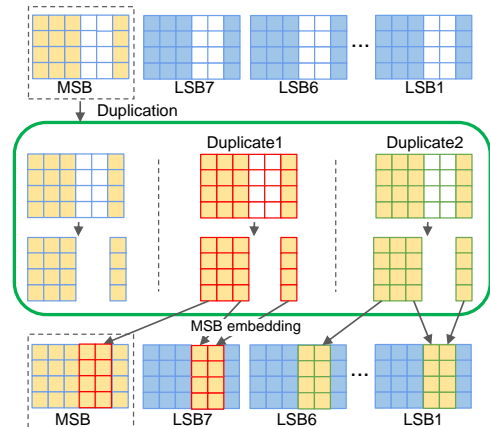 MSB
LSB7
LSB6
...
LSB1
Duplication
Duplicate1
Duplicate2
MSB embedding
MSB
LSB7
LSB6
...
LSB1